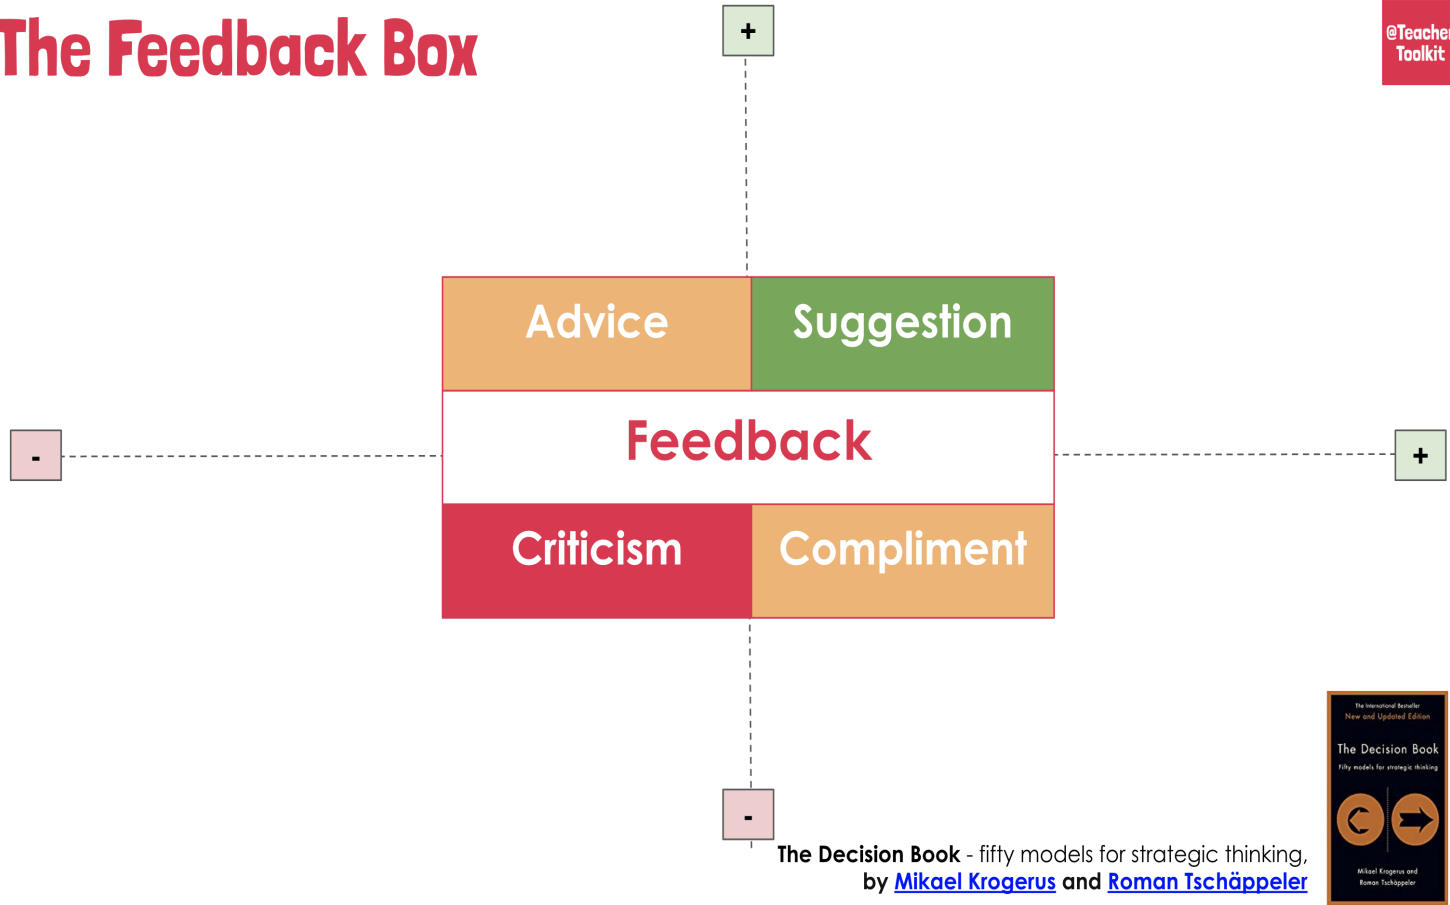 The Feedback Box
+
@Teacher
Toolkit
Advice
Suggestion
Feedback
-
+
Criticism
Compliment
-
The Decision Book - fifty models for strategic thinking,
by Mikael Krogerus and Roman Tschäppeler
The International Bestseller
New and Updated Edition
The Decision Book
Fifty models for strategic thinking
Mikael Krogerus and
Roman Tschäppeler